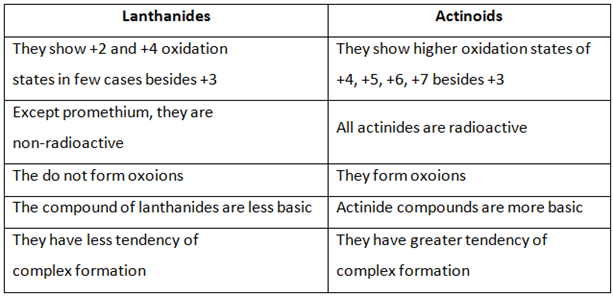 Lanthanides
Actinoids
They show +2 and +4 oxidation
states in few cases besides +3
They show higher oxidation states of
+4, +5, +6, +7 besides +3
Except promethium, they are
non-radioactive
All actinides are radioactive
The do not form oxoions
They form oxoions
The compound of lanthanides are less basic
Actinide compounds are more basic
They have less tendency of
complex formation
They have greater tendency of
complex formation